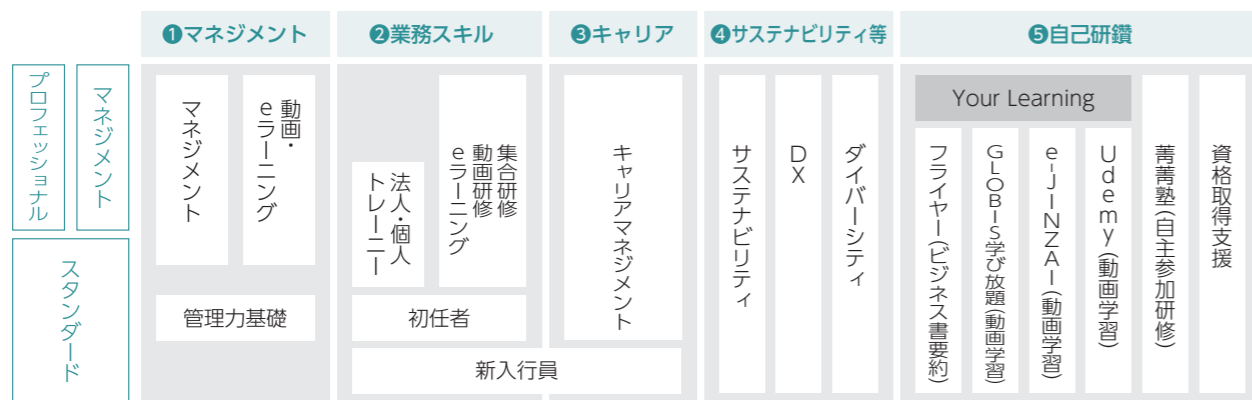 ❶マネジメント
❷業務スキル
❸キャリア
❹サステナビリティ等
❺自己研鑽
プロフェッショナル
マネジメント
スタンダード
マネジメント
動画・
eラーニング
管理力基礎
法人・個人
トレーニー
集合研修
動画研修
eラーニング
初任者
新入行員
キャリアマネジメント
サステナビリティ
DX
ダイバーシティ
Your Learning
フライヤー(ビジネス書要約)
GLOBIS学び放題(動画学習)
e-JINZAI(動画学習)
Udemy(動画学習)
菁菁塾(自主参加研修)
資格取得支援